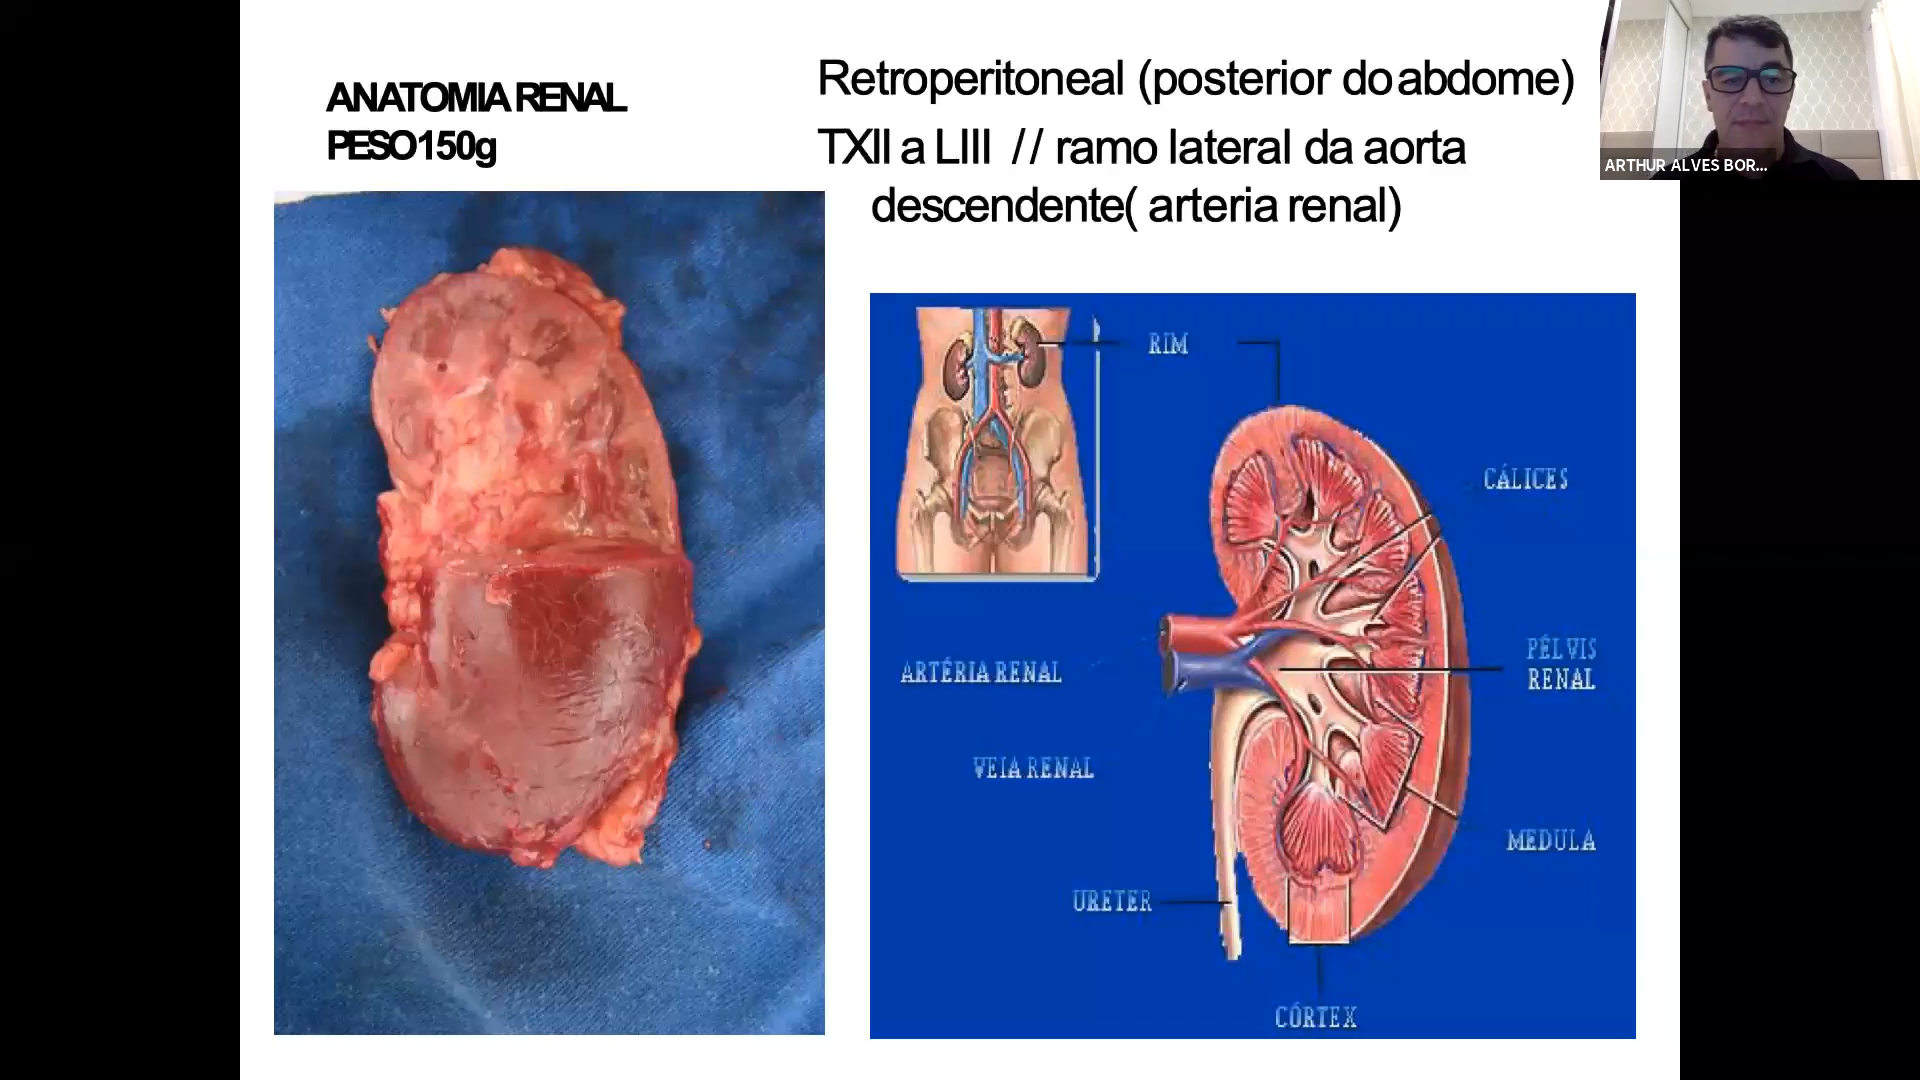 ANATOMIA RENAL
PESO150g
Retroperitoneal (posterior do abdome)
TXII a LIII // ramo lateral da aorta
descendente( arteria renal)
ARTHUR ALVES BOR...
RIM
CÁLICES
PÉLVIS
RENAL
ARTÉRIA RENAL
VEIA RENAL
MEDULA
URETER
CÓRTEX